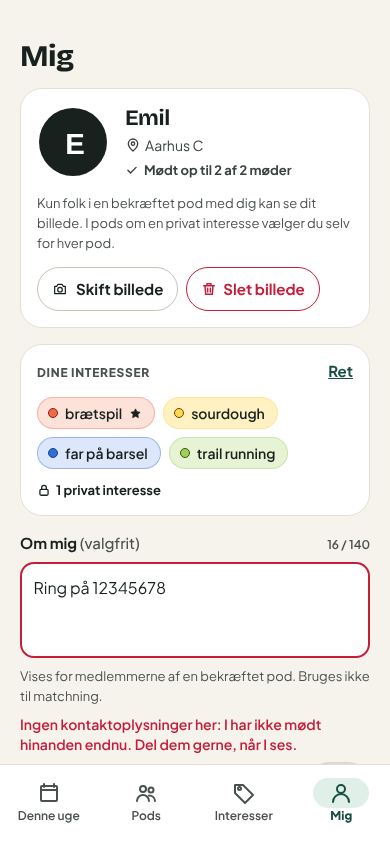 Mig
E
Emil
Aarhus C
Mødt op til 2 af 2 møder
Kun folk i en bekræftet pod med dig kan se dit
billede. I pods om en privat interesse vælger du selv
for hver pod.
Skift billede
Slet billede
DINE INTERESSER
Ret
brætspil
sourdough
far på barsel
trail running
1 privat interesse
Om mig (valgfrit)
16 / 140
Ring på 12345678
Vises for medlemmerne af en bekræftet pod. Bruges ikke
til matchning.
Ingen kontaktoplysninger her: I har ikke mødt
hinanden endnu. Del dem gerne, når I ses.
Denne uge
Pods
Interesser
Mig